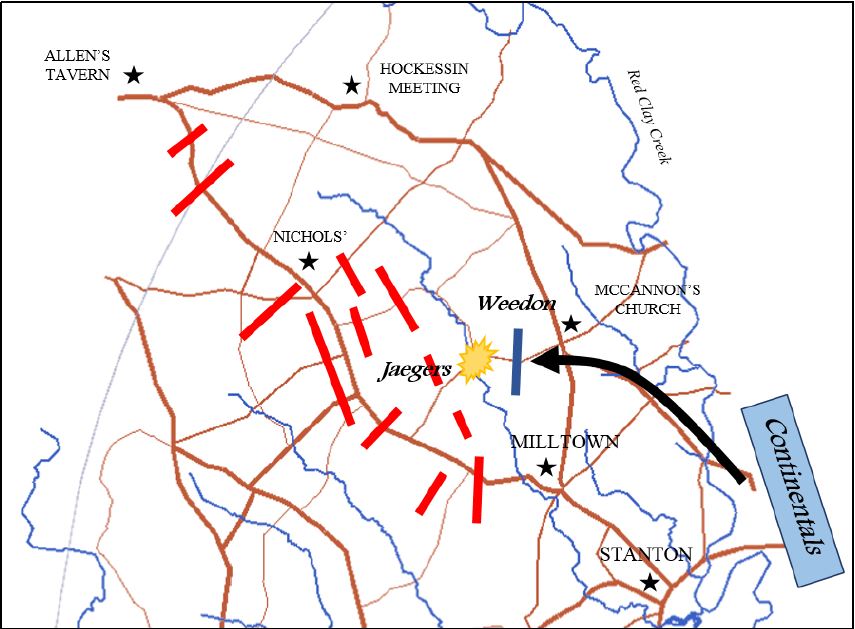 ALLEN'S
TAVERN
HOCKESSIN
MEETING
Red Clay Creek
NICHOLS'
Weedon
MCCANNON'S
CHURCH
Jaegers
MILLTOWN
Continentals
STANTON